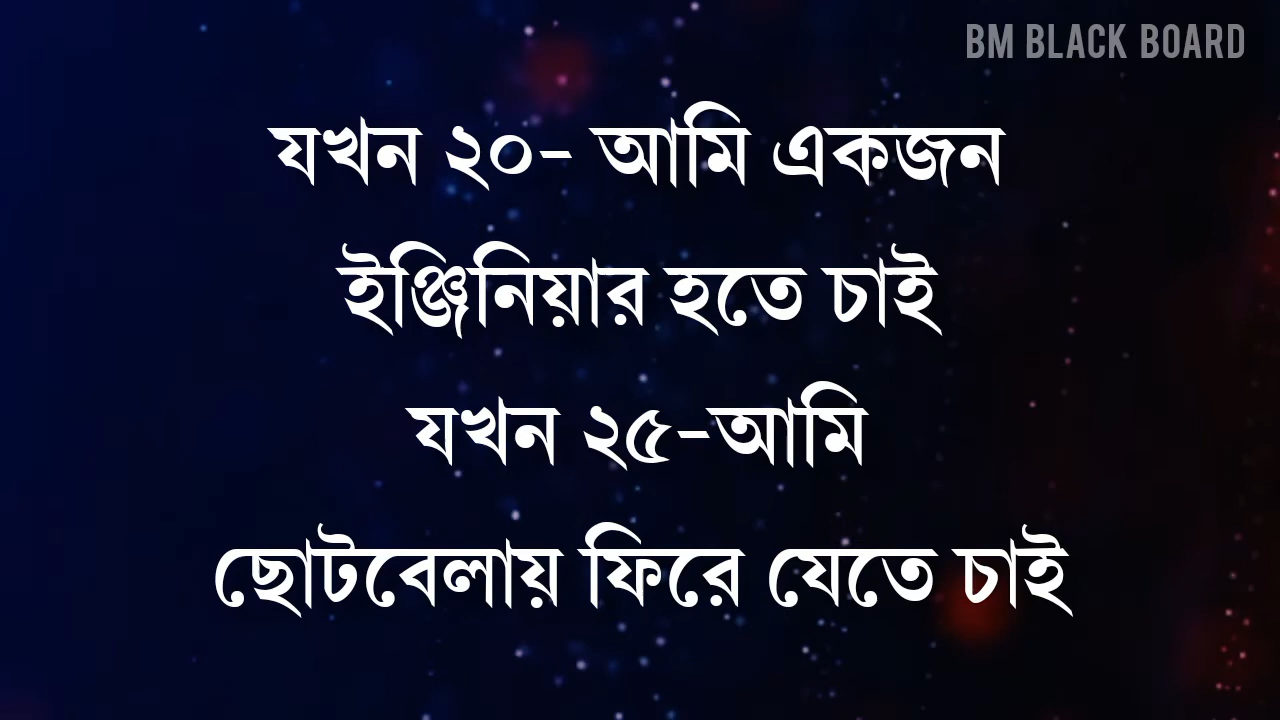 BM BLACK BOARD
যখন ২০- আমি একজন
ইঞ্জিনিয়ার হতে চাই
যখন ২৫-আমি
ছোটবেলায় ফিরে যেতে চাই